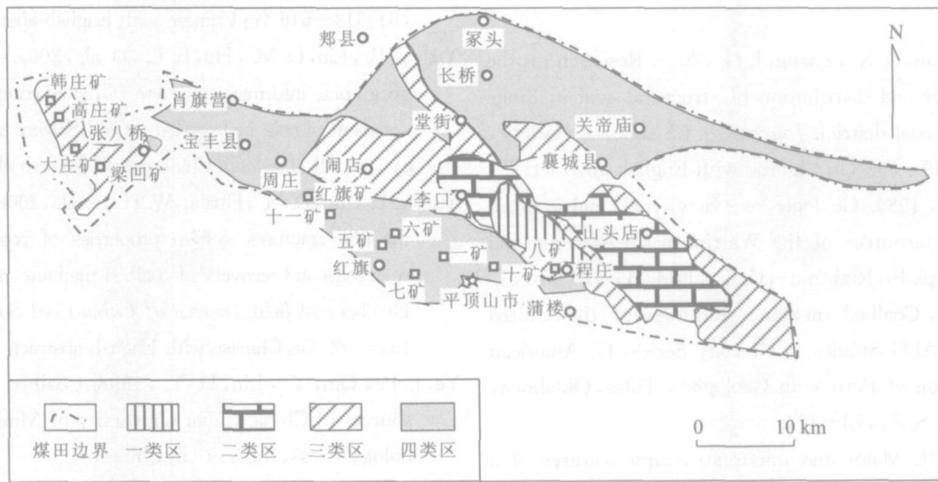 N
郏县
冢头
长桥
韩庄矿
高庄矿
张八桥
大庄矿
梁凹矿
肖旗营
宝丰县
周庄
闹店
堂街
关帝庙
襄城县
红旗矿
李口
十二矿
山头店
六矿
五矿
一矿
八矿
红旗
七矿
十矿
程庄
平顶山市
蒲楼
煤田边界 一类区 二类区 三类区 四类区
0 10 km